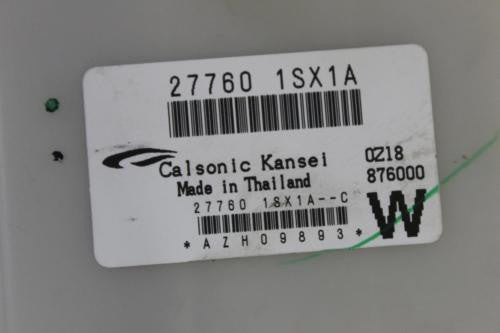 27760 1SX1A
Calsonic Kansei
0Z18
Made in Thailand
876000
27760 1SX1A--C
*AZH09893*
W